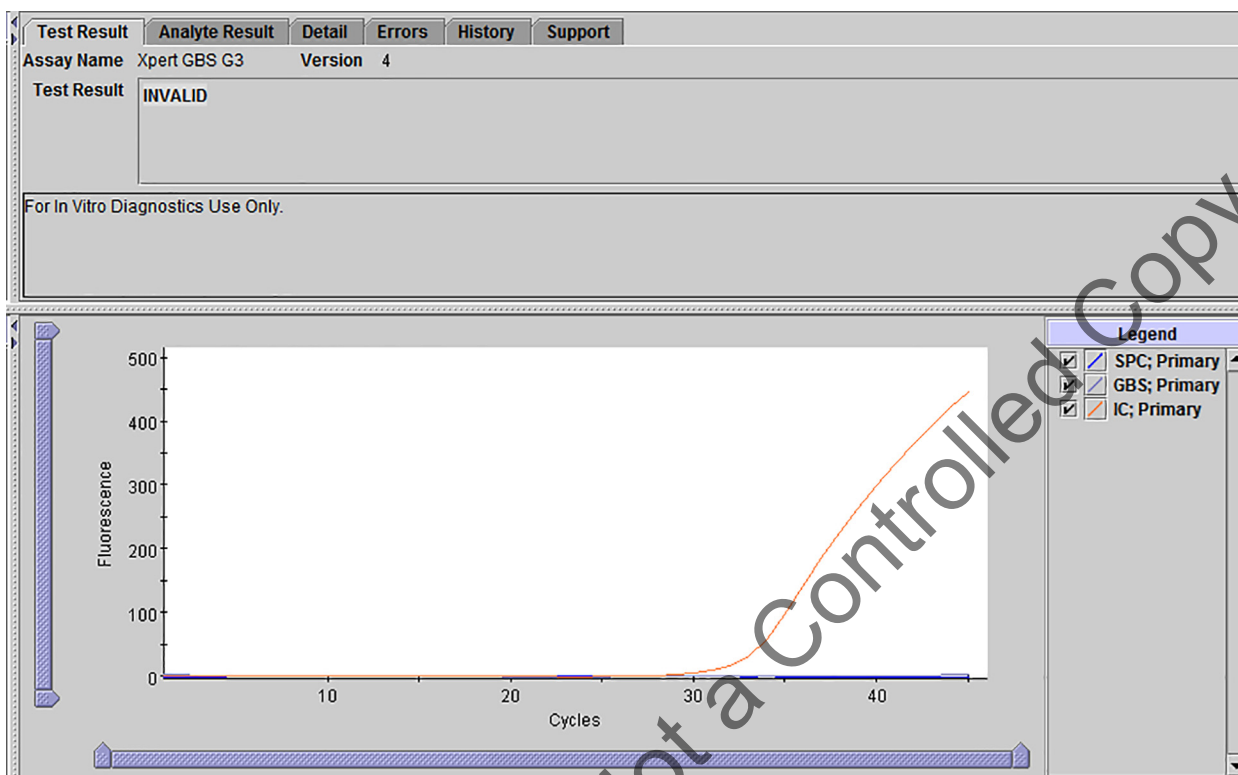 Test Result Analyte Result Detail Errors History Support
Assay Name Xpert GBS G3 Version 4
Test Result INVALID
For In Vitro Diagnostics Use Only.
Legend
SPC; Primary
GBS; Primary
IC; Primary
500
400
300
200
100
0
Fluorescence
10 20 30 40
Cycles
ot a Controlled Copy